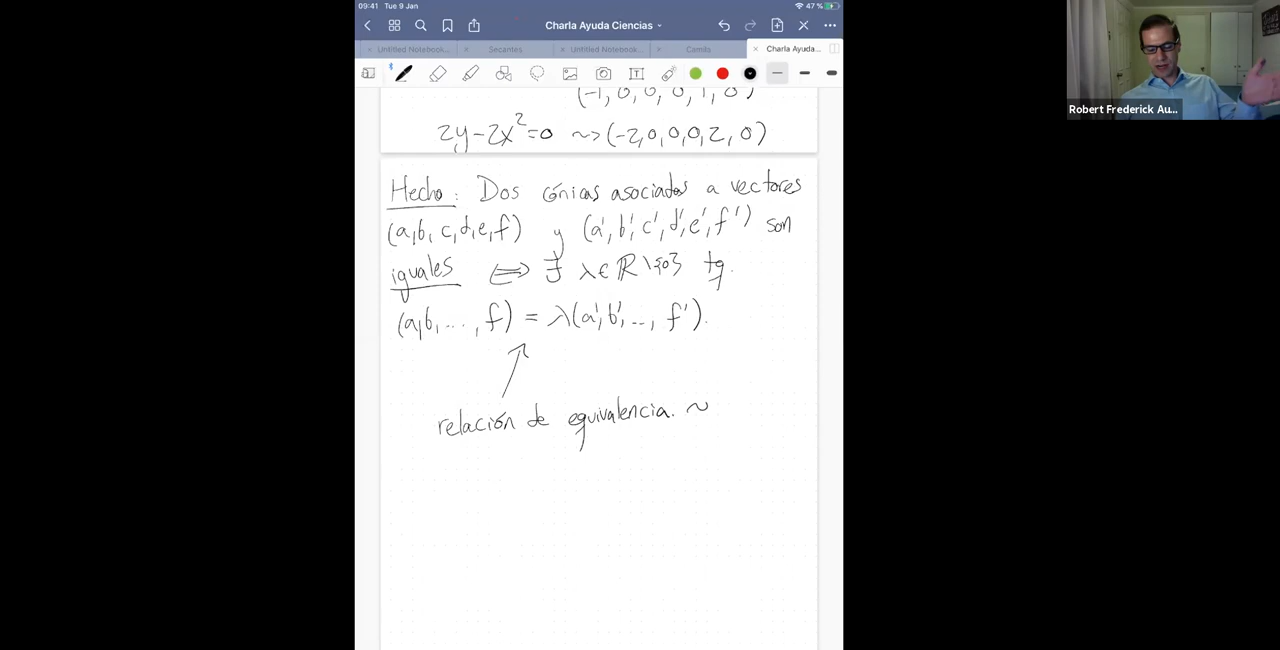 09:41 Tue 9 Jan
47 %
Charla Ayuda Ciencias
Untitled Notebook...
Secantes
Untitled Notebook...
Camilo
Charla Ayuda...
(-1, 0, 0, 0, 1, 0)
2y-2x²=0 ~> (-2, 0, 0, 0, 2, 0)
Hecho: Dos cónicas asociadas a vectores
(a, b, c, d, e, f) y (a', b', c', d', e', f') son
iguales ⟺ ∃ λ∈ℝ\{0} tq.
(a, b, ..., f) = λ(a', b', ..., f').
relación de equivalencia. ~
Robert Frederick Au...